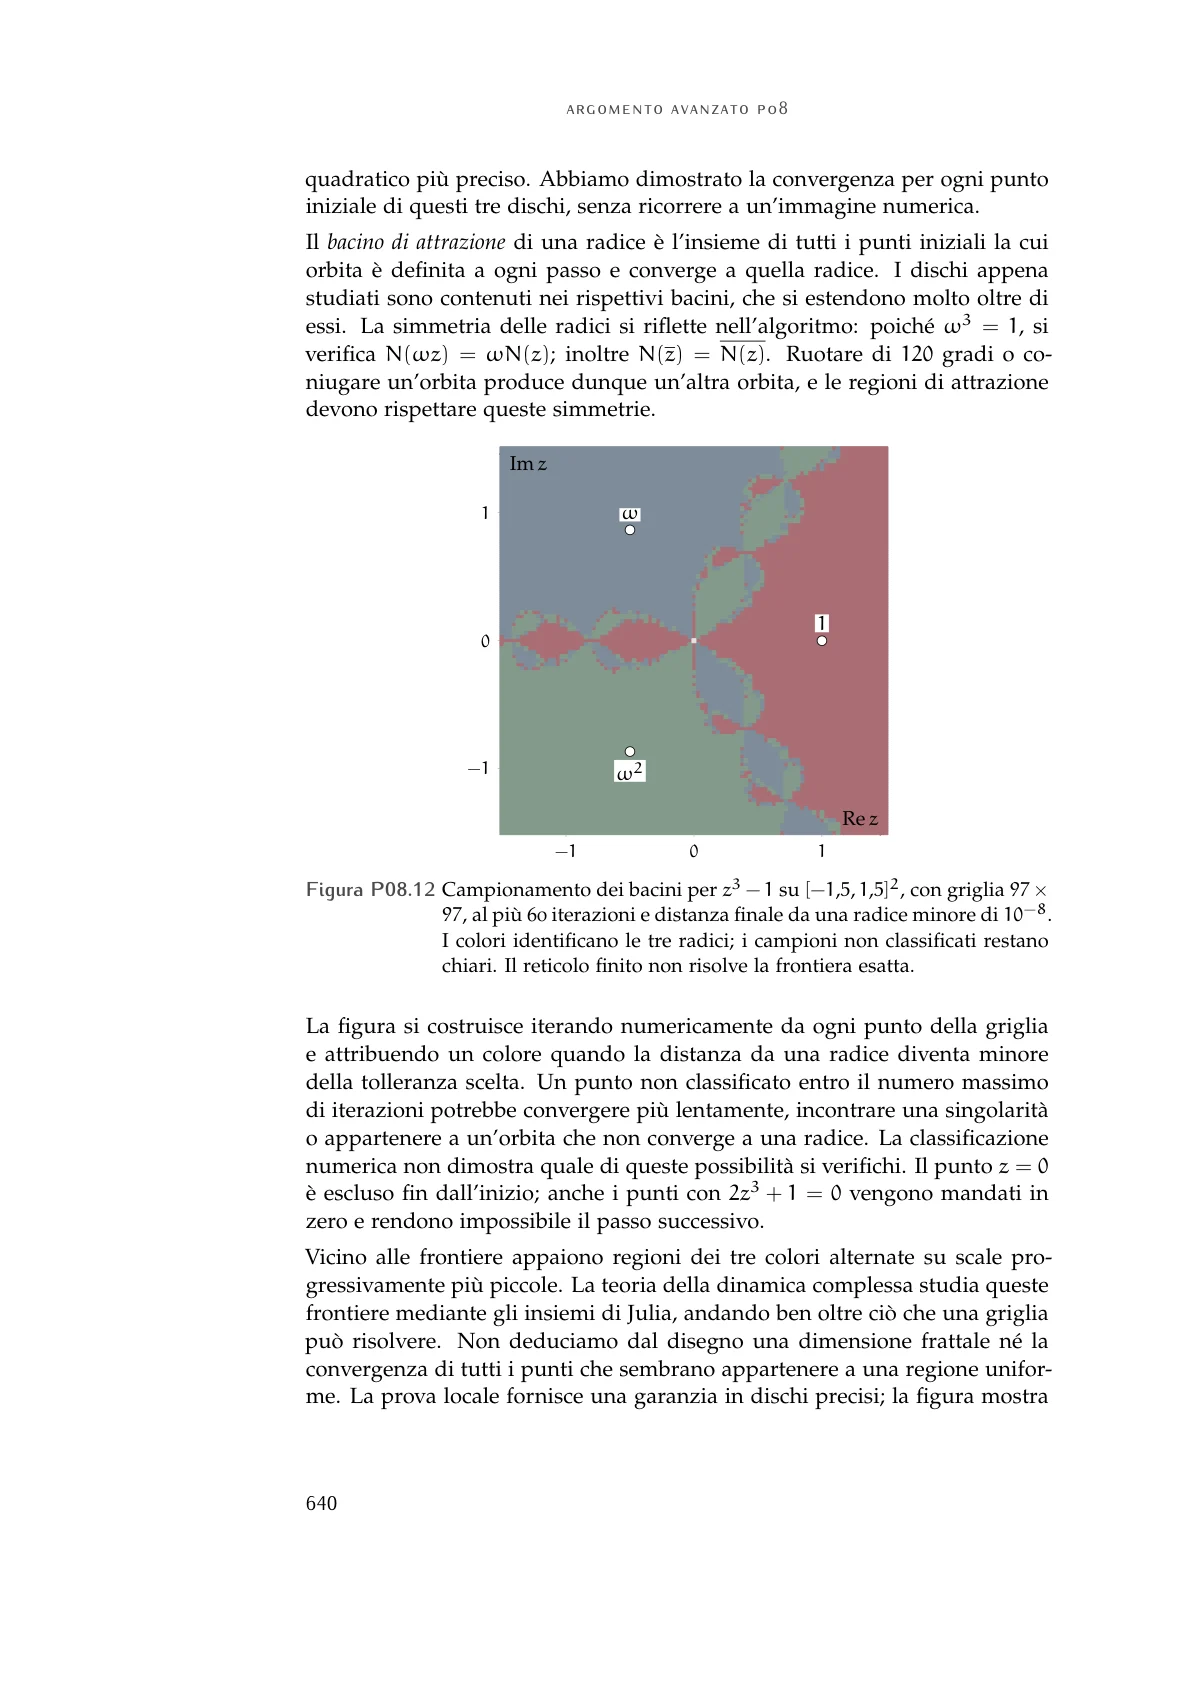 ARGOMENTO AVANZATO P08
quadratico più preciso. Abbiamo dimostrato la convergenza per ogni punto
iniziale di questi tre dischi, senza ricorrere a un'immagine numerica.
Il bacino di attrazione di una radice è l'insieme di tutti i punti iniziali la cui
orbita è definita a ogni passo e converge a quella radice. I dischi appena
studiati sono contenuti nei rispettivi bacini, che si estendono molto oltre di
essi. La simmetria delle radici si riflette nell'algoritmo: poiché ω³ = 1, si
verifica N(ωz) = ωN(z); inoltre N(z̅) = N̅(̅z̅)̅. Ruotare di 120 gradi o co-
niugare un'orbita produce dunque un'altra orbita, e le regioni di attrazione
devono rispettare queste simmetrie.
Im z
1
ω
1
0
ω²
−1
Re z
−1 0 1
Figura P08.12 Campionamento dei bacini per z³ − 1 su [−1,5, 1,5]², con griglia 97 ×
97, al più 60 iterazioni e distanza finale da una radice minore di 10⁻⁸.
I colori identificano le tre radici; i campioni non classificati restano
chiari. Il reticolo finito non risolve la frontiera esatta.
La figura si costruisce iterando numericamente da ogni punto della griglia
e attribuendo un colore quando la distanza da una radice diventa minore
della tolleranza scelta. Un punto non classificato entro il numero massimo
di iterazioni potrebbe convergere più lentamente, incontrare una singolarità
o appartenere a un'orbita che non converge a una radice. La classificazione
numerica non dimostra quale di queste possibilità si verifichi. Il punto z = 0
è escluso fin dall'inizio; anche i punti con 2z³ + 1 = 0 vengono mandati in
zero e rendono impossibile il passo successivo.
Vicino alle frontiere appaiono regioni dei tre colori alternate su scale pro-
gressivamente più piccole. La teoria della dinamica complessa studia queste
frontiere mediante gli insiemi di Julia, andando ben oltre ciò che una griglia
può risolvere. Non deduciamo dal disegno una dimensione frattale né la
convergenza di tutti i punti che sembrano appartenere a una regione unifor-
me. La prova locale fornisce una garanzia in dischi precisi; la figura mostra
640